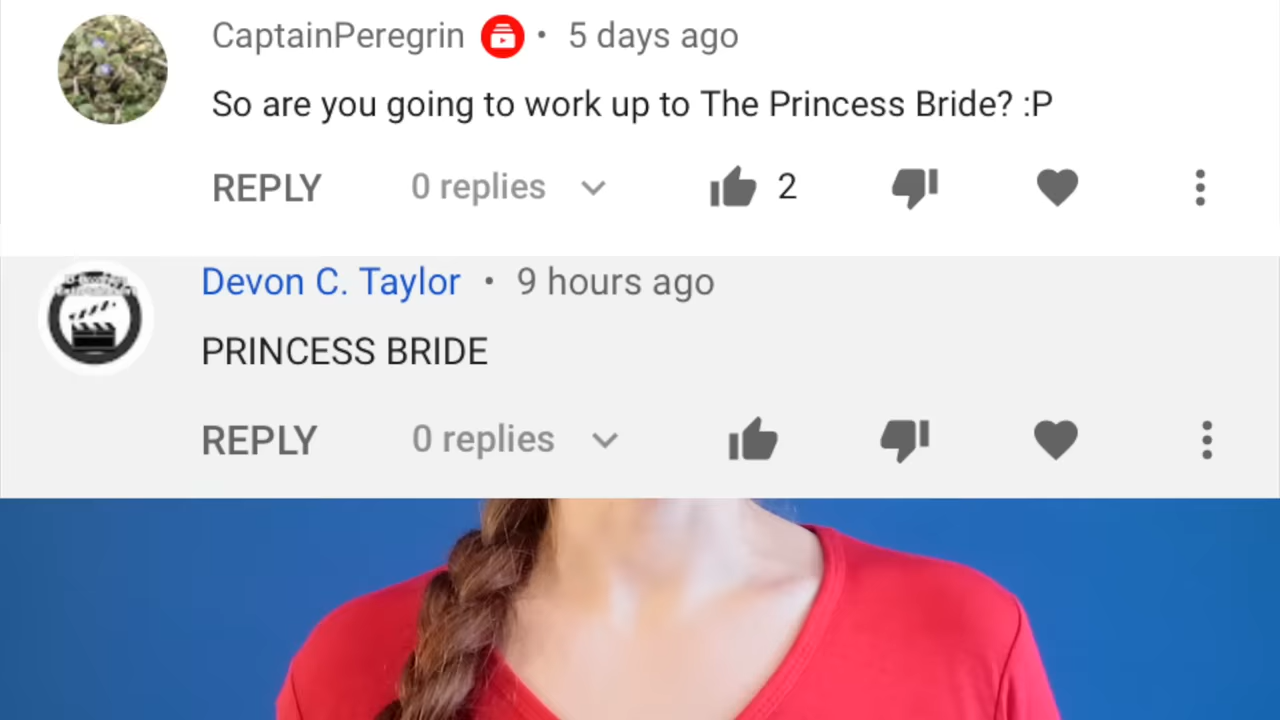 CaptainPeregrin • 5 days ago
So are you going to work up to The Princess Bride? :P
REPLY 0 replies 2
Devon C. Taylor • 9 hours ago
PRINCESS BRIDE
REPLY 0 replies